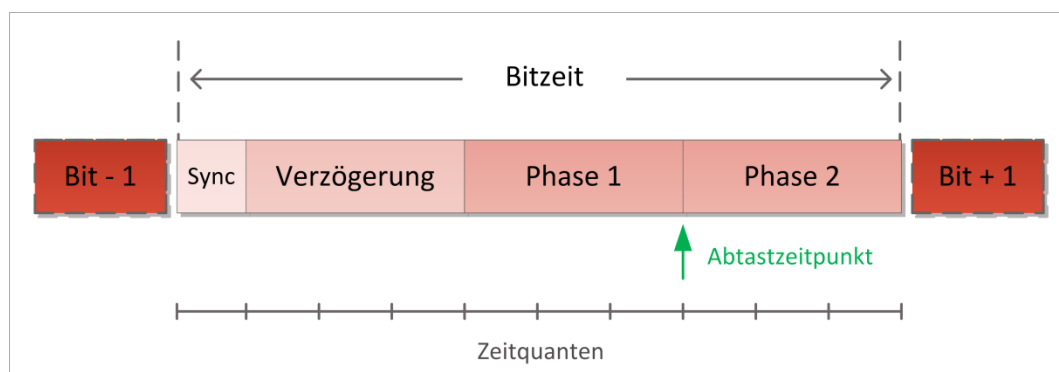 Bitzeit
Bit - 1 Sync Verzögerung Phase 1 Phase 2 Bit + 1
Abtastzeitpunkt
Zeitquanten